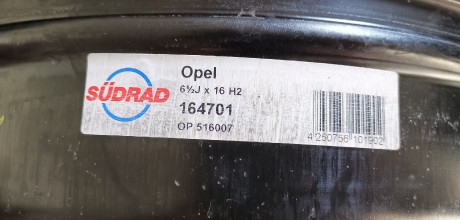 SÜDRAD
Opel
6½J x 16 H2
164701
OP 516007
4 250756 101902